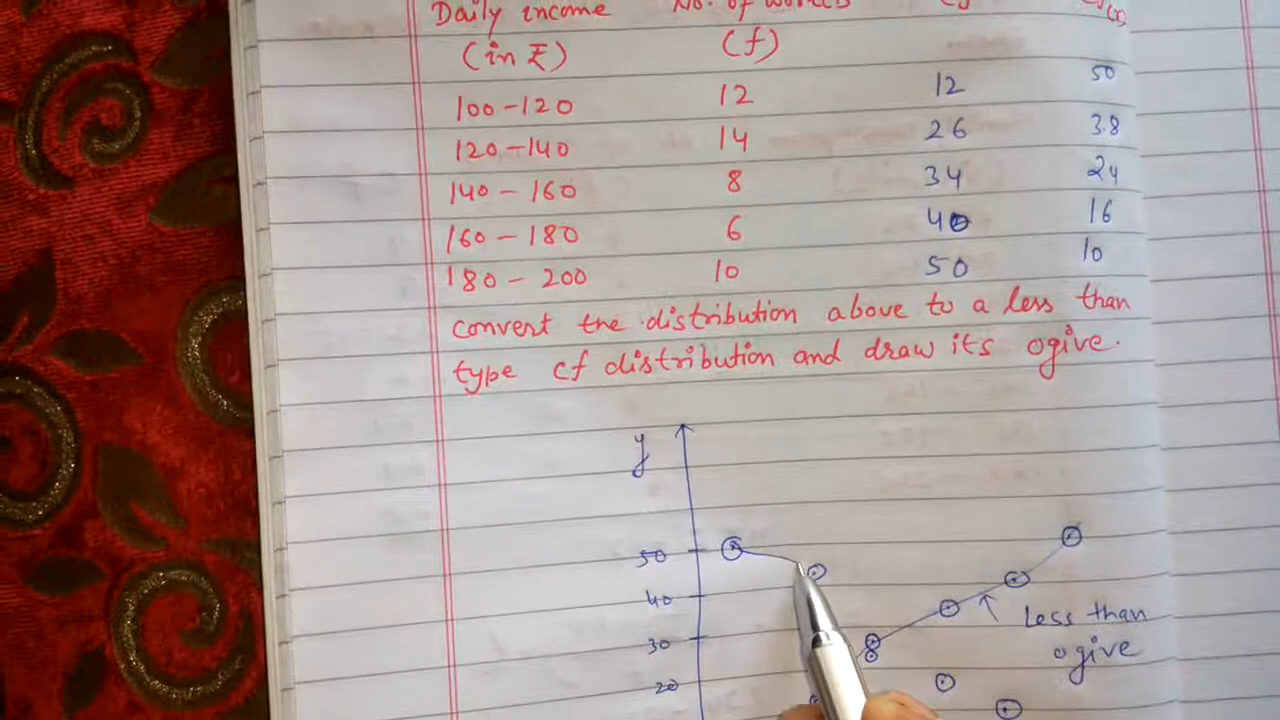 Daily income No. of
(in ₹) (f)
100-120 12 12 50
120-140 14 26 38
140-160 8 34 24
160-180 6 40 16
180-200 10 50 10
convert the distribution above to a less than
type cf distribution and draw its ogive.
y
50
40
30
20
Less than
ogive